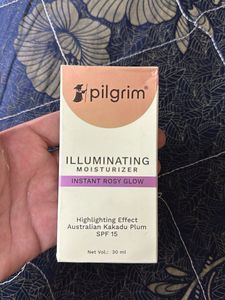 pilgrim®
ILLUMINATING
MOISTURIZER
INSTANT ROSY GLOW
Highlighting Effect
Australian Kakadu Plum
SPF 15
Net Vol.: 30 ml